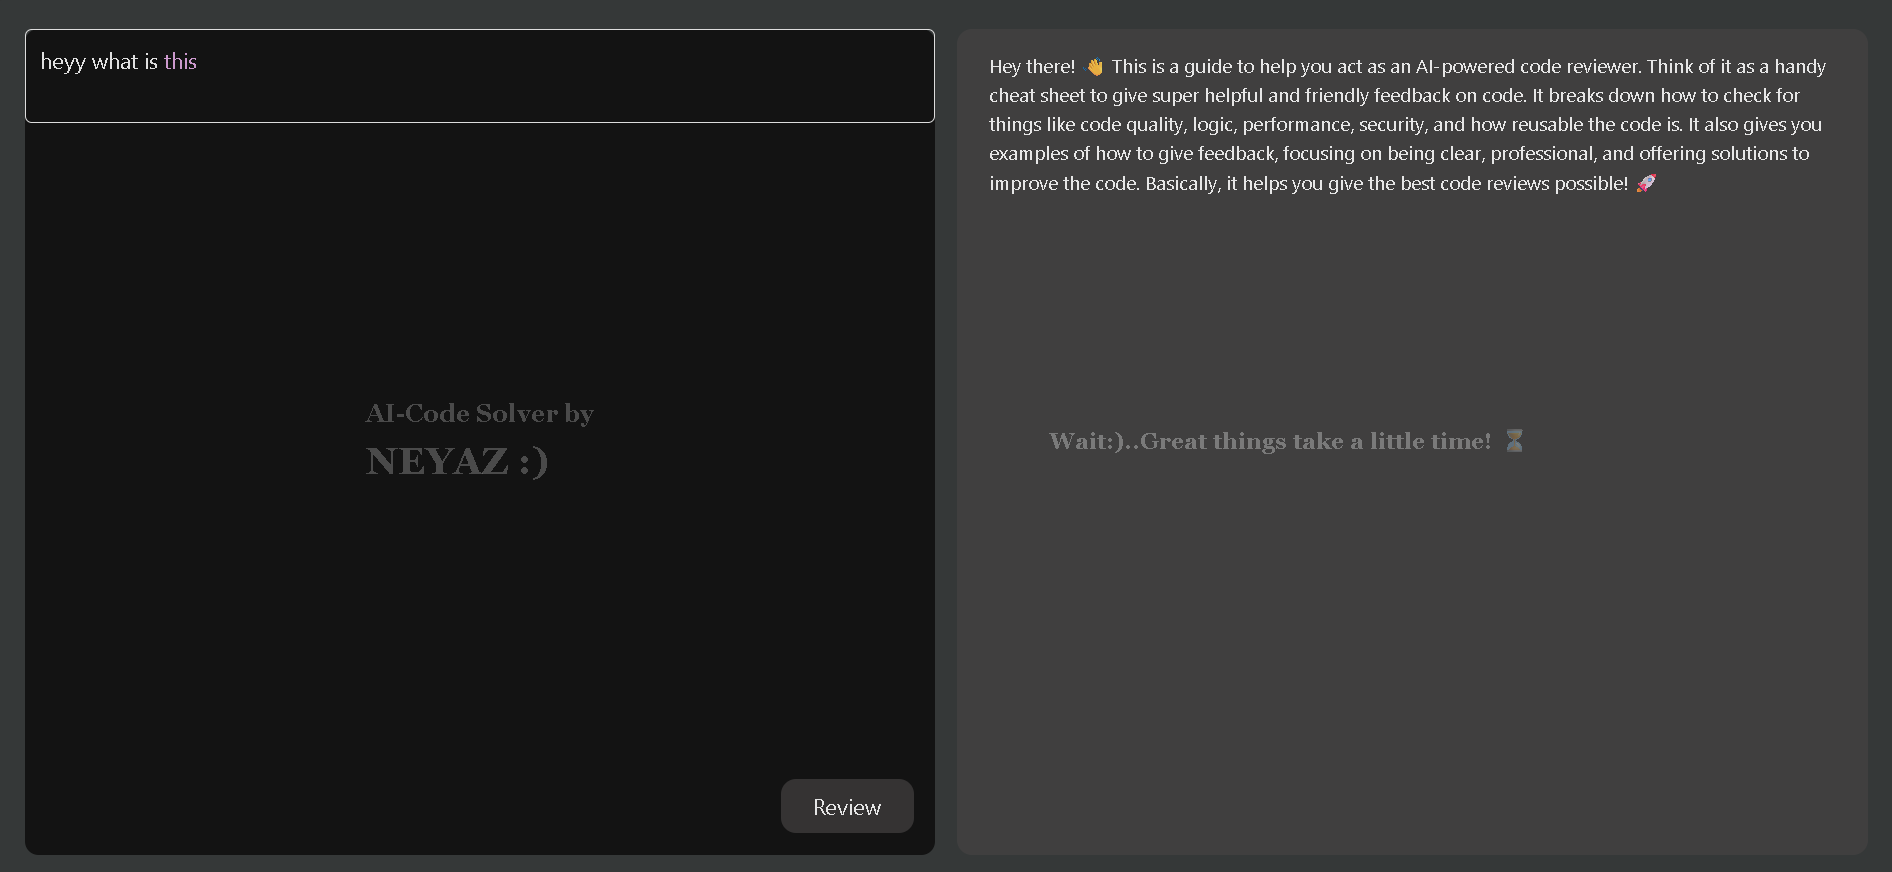 heyy what is this
AI-Code Solver by
NEYAZ :)
Review
Hey there! 👋 This is a guide to help you act as an AI-powered code reviewer. Think of it as a handy
cheat sheet to give super helpful and friendly feedback on code. It breaks down how to check for
things like code quality, logic, performance, security, and how reusable the code is. It also gives you
examples of how to give feedback, focusing on being clear, professional, and offering solutions to
improve the code. Basically, it helps you give the best code reviews possible! 🚀
Wait:)..Great things take a little time! ⏳